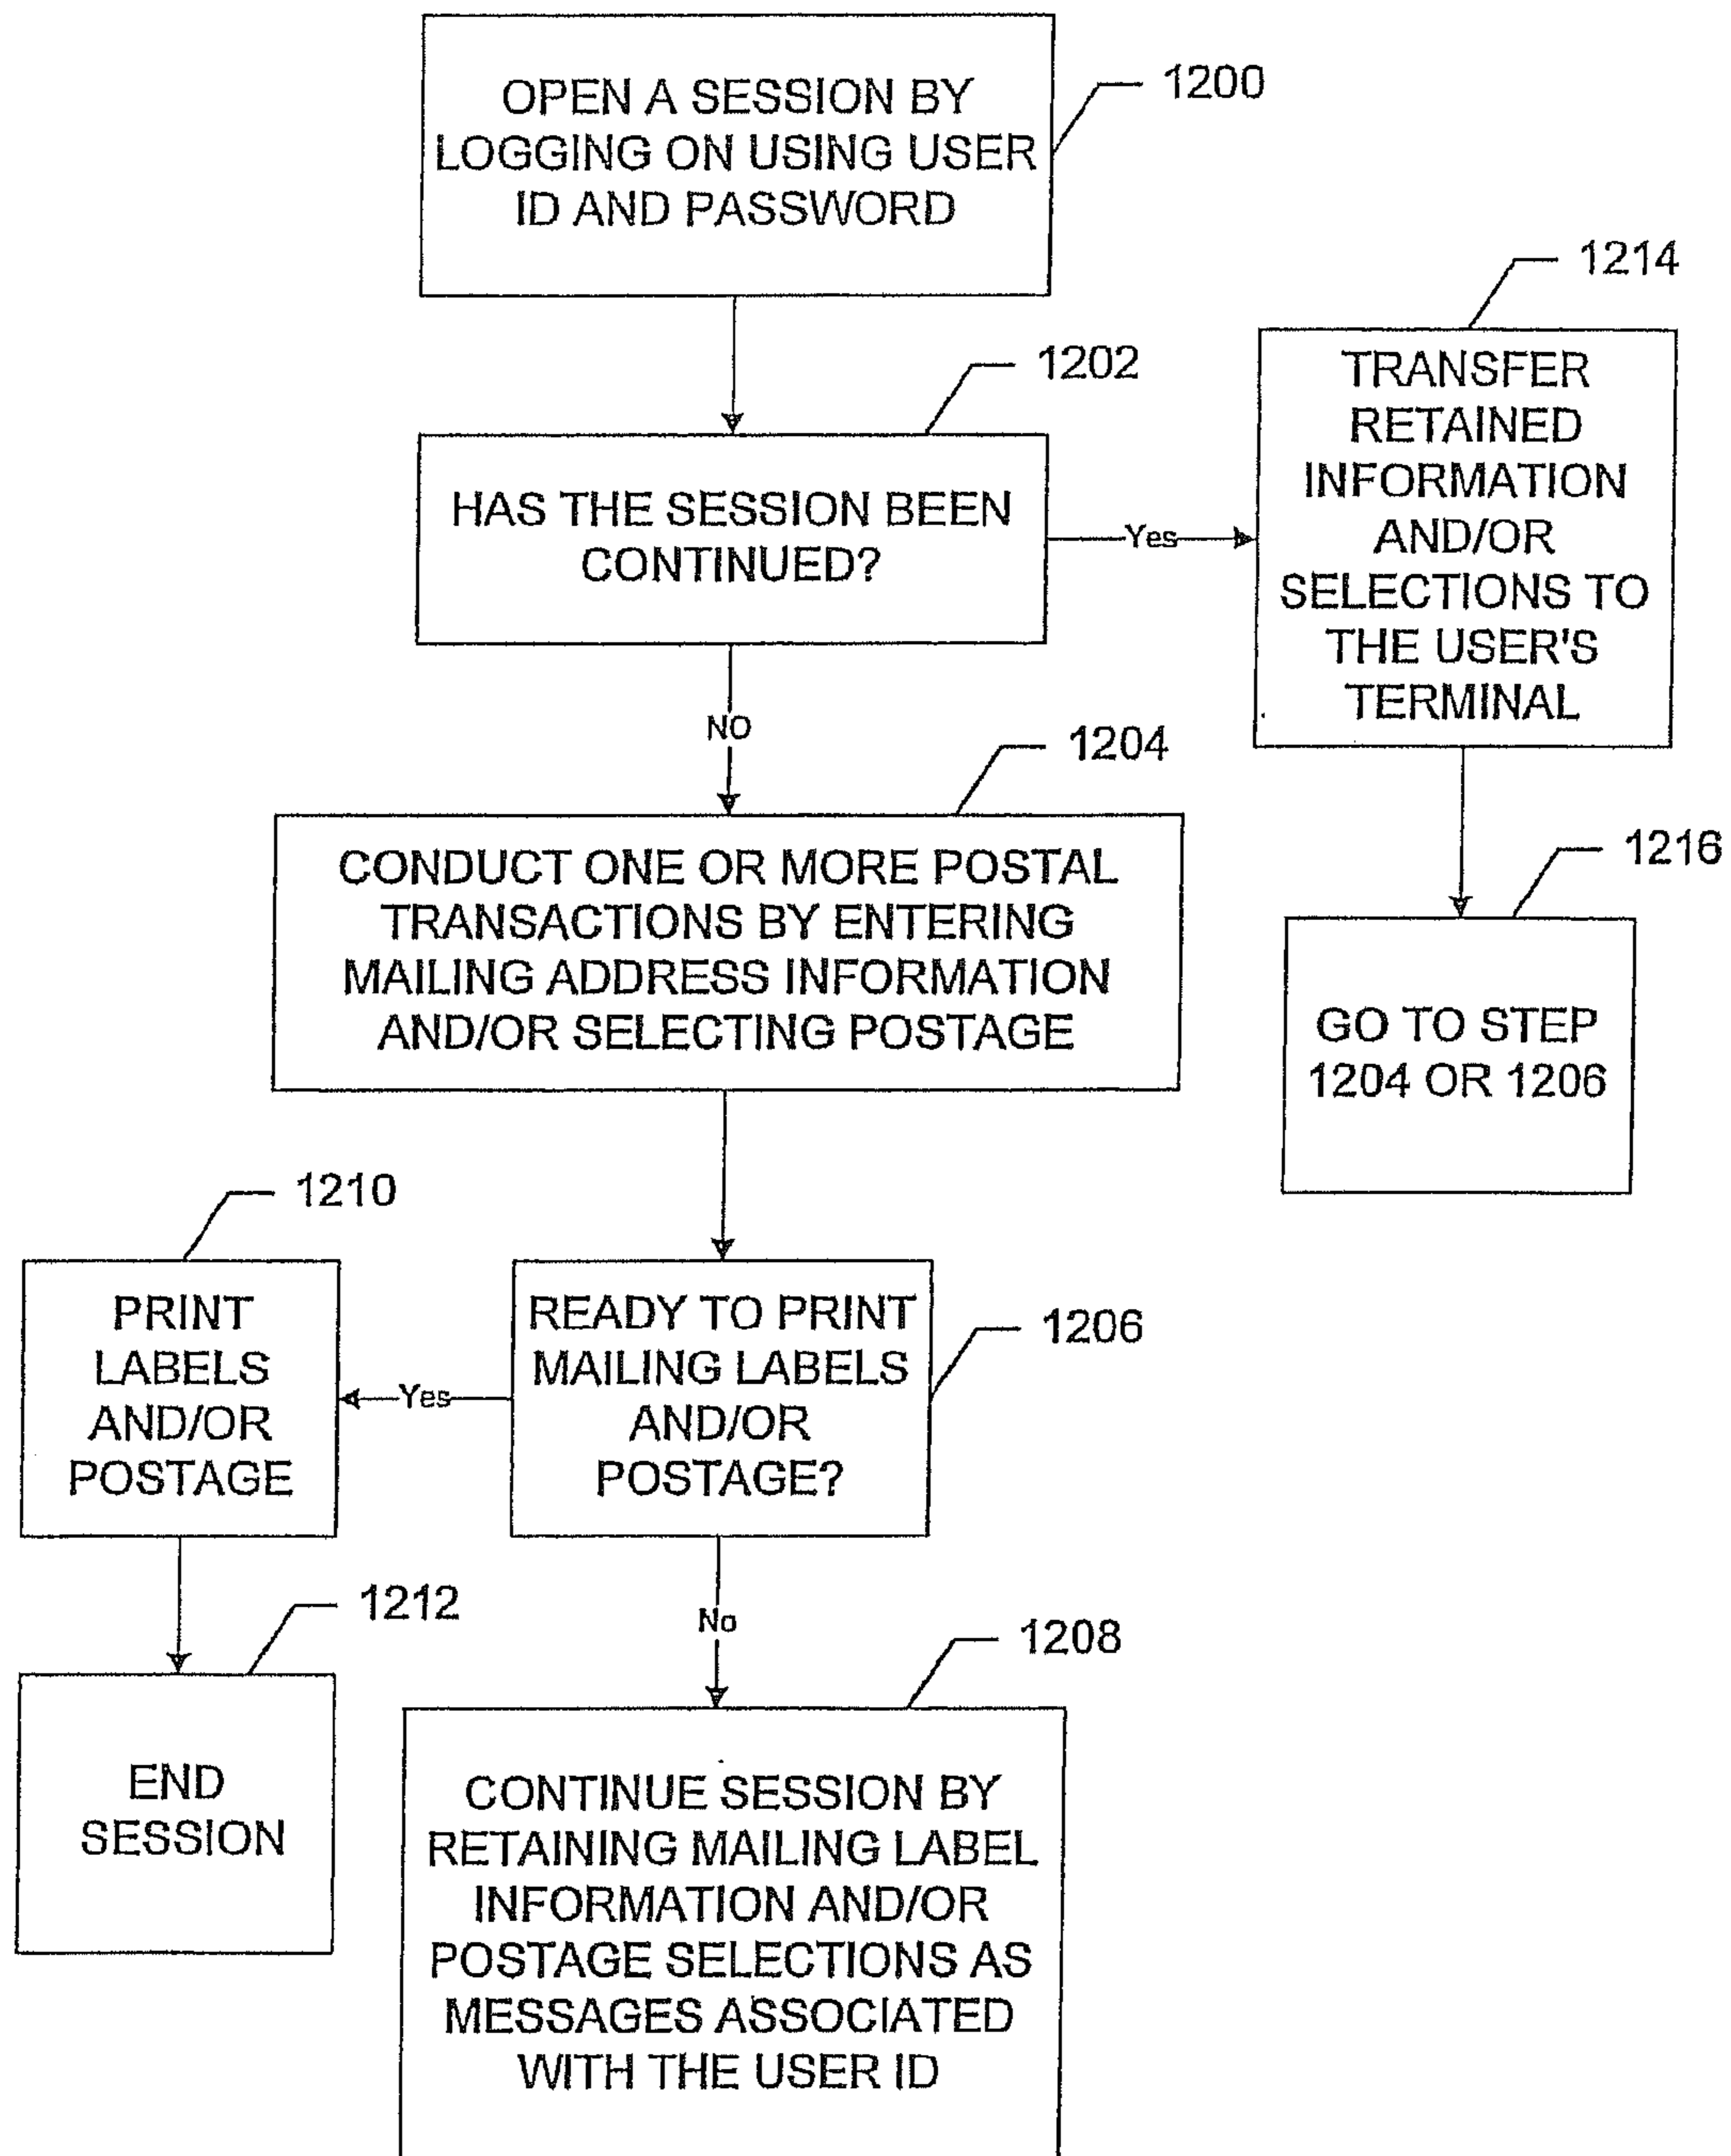 OPEN A SESSION BY
LOGGING ON USING USER
ID AND PASSWORD
1200
1202
HAS THE SESSION BEEN
CONTINUED?
Yes
1214
TRANSFER
RETAINED
INFORMATION
AND/OR
SELECTIONS TO
THE USER'S
TERMINAL
NO
1204
CONDUCT ONE OR MORE POSTAL
TRANSACTIONS BY ENTERING
MAILING ADDRESS INFORMATION
AND/OR SELECTING POSTAGE
1216
GO TO STEP
1204 OR 1206
1210
PRINT
LABELS
AND/OR
POSTAGE
Yes
READY TO PRINT
MAILING LABELS
AND/OR
POSTAGE?
1206
1212
END
SESSION
No
1208
CONTINUE SESSION BY
RETAINING MAILING LABEL
INFORMATION AND/OR
POSTAGE SELECTIONS AS
MESSAGES ASSOCIATED
WITH THE USER ID